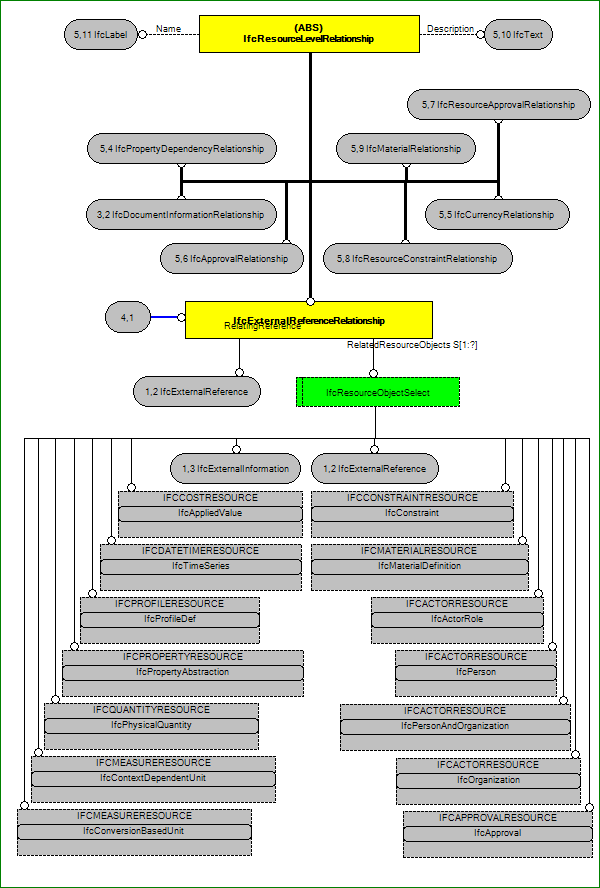 (ABS)
IfcResourceLevelRelationship
5,11 IfcLabel
Name
Description
5,10 IfcText
5,7 IfcResourceApprovalRelationship
5,4 IfcPropertyDependencyRelationship
5,9 IfcMaterialRelationship
3,2 IfcDocumentInformationRelationship
5,5 IfcCurrencyRelationship
5,6 IfcApprovalRelationship
5,8 IfcResourceConstraintRelationship
4,1
IfcExternalReferenceRelationship
RelatingReference
RelatedResourceObjects S[1:?]
1,2 IfcExternalReference
IfcResourceObjectSelect
1,3 IfcExternalInformation
1,2 IfcExternalReference
IFCCOSTRESOURCE
IfcAppliedValue
IFCCONSTRAINTRESOURCE
IfcConstraint
IFCDATETIMERESOURCE
IfcTimeSeries
IFCMATERIALRESOURCE
IfcMaterialDefinition
IFCPROFILERESOURCE
IfcProfileDef
IFCACTORRESOURCE
IfcActorRole
IFCPROPERTYRESOURCE
IfcPropertyAbstraction
IFCACTORRESOURCE
IfcPerson
IFCQUANTITYRESOURCE
IfcPhysicalQuantity
IFCACTORRESOURCE
IfcPersonAndOrganization
IFCMEASURERESOURCE
IfcContextDependentUnit
IFCACTORRESOURCE
IfcOrganization
IFCMEASURERESOURCE
IfcConversionBasedUnit
IFCAPPROVALRESOURCE
IfcApproval